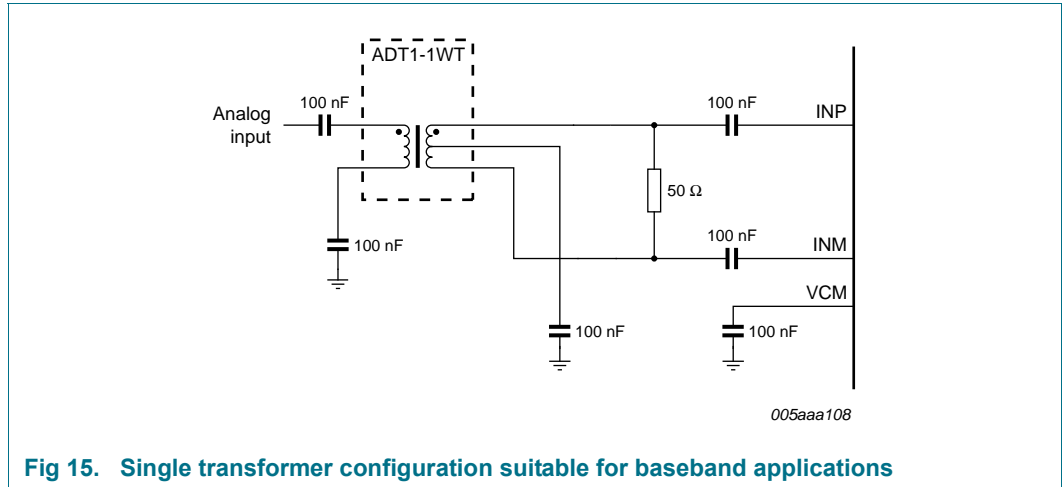 ADT1-1WT
Analog
input
100 nF
100 nF
INP
50 Ω
100 nF
100 nF
INM
VCM
100 nF
100 nF
005aaa108
Fig 15. Single transformer configuration suitable for baseband applications